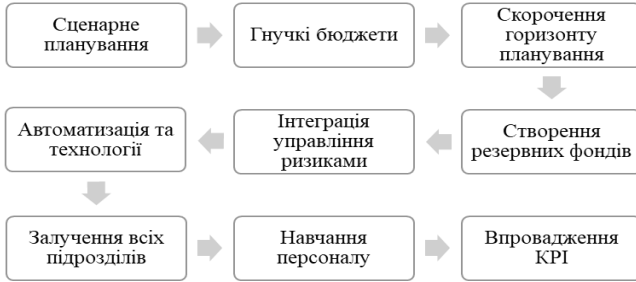 Сценарне
планування
Гнучкі бюджети
Скорочення
горизонту
планування
Створення
резервних фондів
Інтеграція
управління
ризиками
Автоматизація та
технології
Залучення всіх
підрозділів
Навчання
персоналу
Впровадження
КРІ